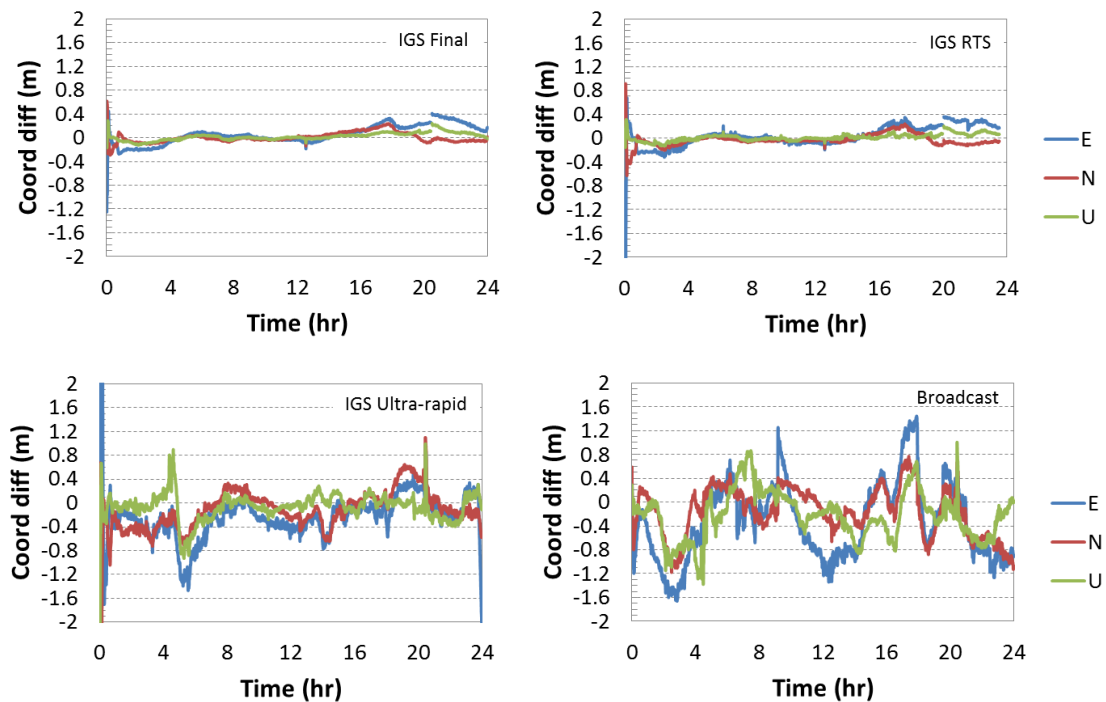 IGS Final
Coord diff (m)
2
1.6
1.2
0.8
0.4
0
-0.4
-0.8
-1.2
-1.6
-2
0 4 8 12 16 20 24
Time (hr)
IGS RTS
Coord diff (m)
2
1.6
1.2
0.8
0.4
0
-0.4
-0.8
-1.2
-1.6
-2
0 4 8 12 16 20 24
Time (hr)
E
N
U
IGS Ultra-rapid
Coord diff (m)
2
1.6
1.2
0.8
0.4
0
-0.4
-0.8
-1.2
-1.6
-2
0 4 8 12 16 20 24
Time (hr)
Broadcast
Coord diff (m)
2
1.6
1.2
0.8
0.4
0
-0.4
-0.8
-1.2
-1.6
-2
0 4 8 12 16 20 24
Time (hr)
E
N
U